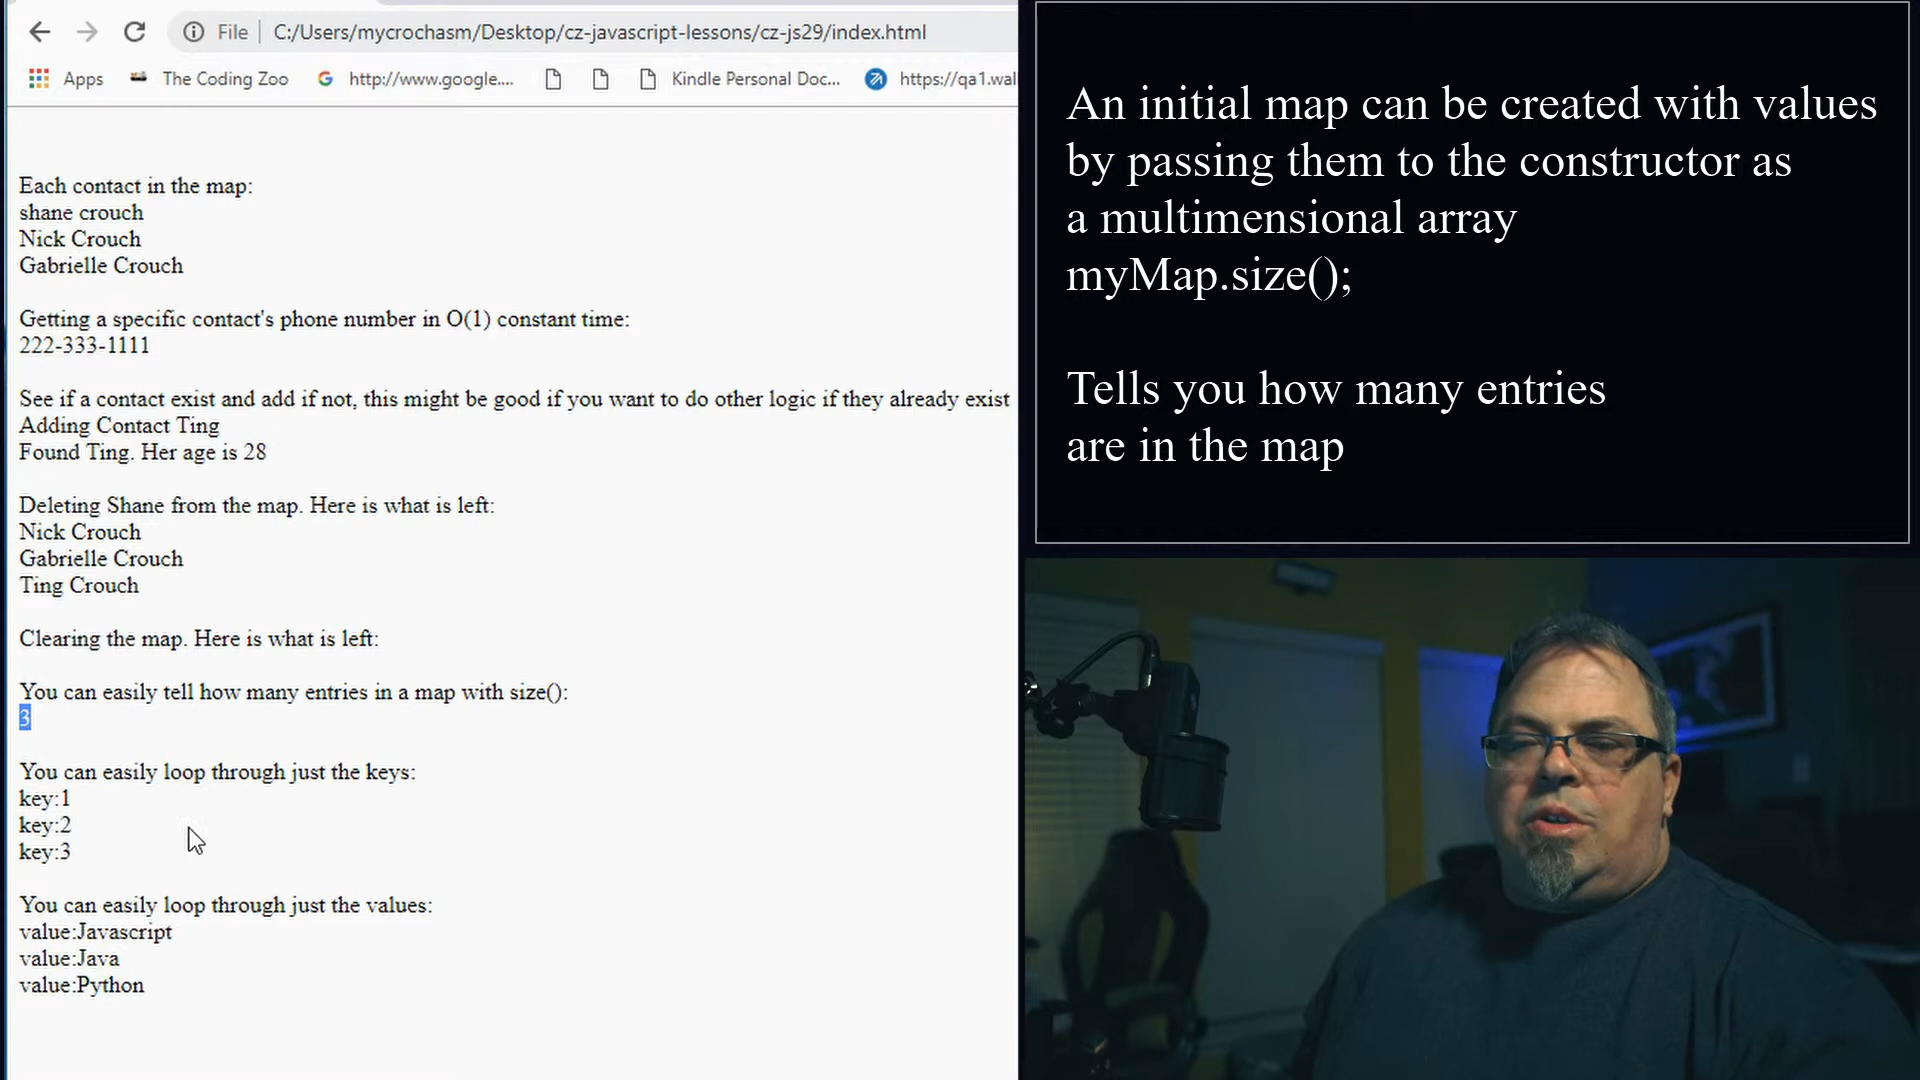 File
C:/Users/mycrochasm/Desktop/cz-javascript-lessons/cz-js29/index.html
Apps
The Coding Zoo
http://www.google....
Kindle Personal Doc...
https://qa1.wal
Each contact in the map:
shane crouch
Nick Crouch
Gabrielle Crouch
Getting a specific contact's phone number in O(1) constant time:
222-333-1111
See if a contact exist and add if not, this might be good if you want to do other logic if they already exist
Adding Contact Ting
Found Ting. Her age is 28
Deleting Shane from the map. Here is what is left:
Nick Crouch
Gabrielle Crouch
Ting Crouch
Clearing the map. Here is what is left:
You can easily tell how many entries in a map with size():
3
You can easily loop through just the keys:
key:1
key:2
key:3
You can easily loop through just the values:
value:Javascript
value:Java
value:Python
An initial map can be created with values
by passing them to the constructor as
a multimensional array
myMap.size();
Tells you how many entries
are in the map